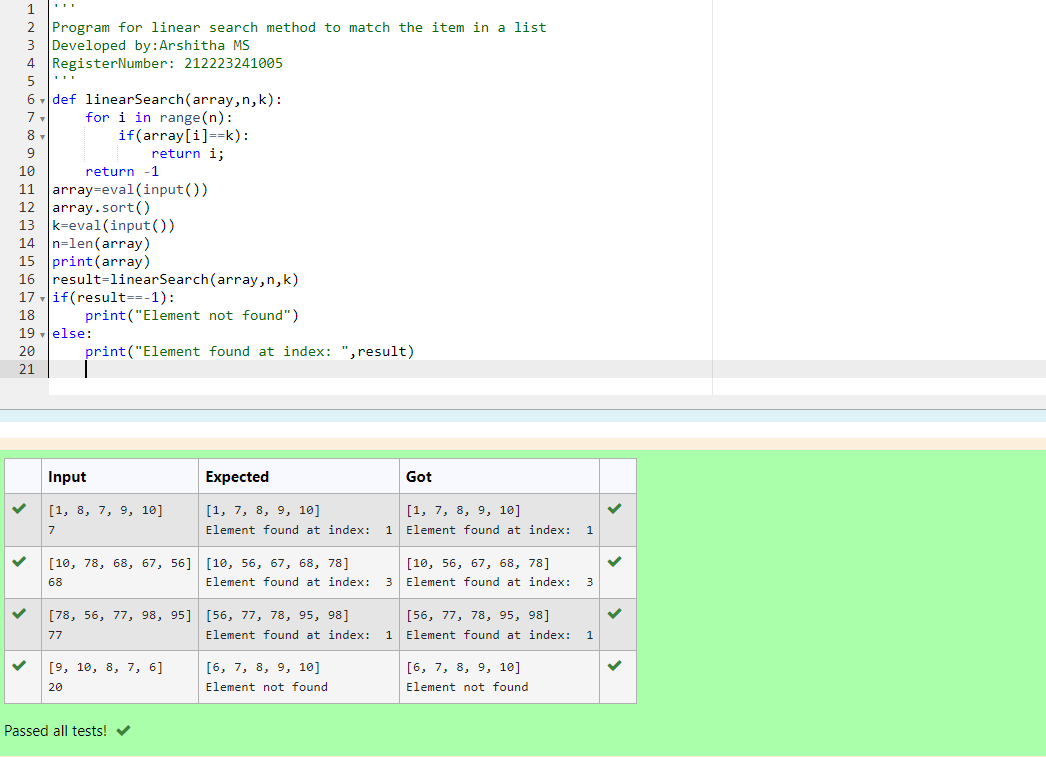 1 '''
2 Program for linear search method to match the item in a list
3 Developed by:Arshitha MS
4 RegisterNumber: 212223241005
5 '''
6 def linearSearch(array,n,k):
7     for i in range(n):
8         if(array[i]==k):
9             return i;
10     return -1
11 array=eval(input())
12 array.sort()
13 k=eval(input())
14 n=len(array)
15 print(array)
16 result=linearSearch(array,n,k)
17 if(result==-1):
18     print("Element not found")
19 else:
20     print("Element found at index: ",result)
21
Input Expected Got
[1, 8, 7, 9, 10] [1, 7, 8, 9, 10] [1, 7, 8, 9, 10]
7 Element found at index:  1 Element found at index:  1
[10, 78, 68, 67, 56] [10, 56, 67, 68, 78] [10, 56, 67, 68, 78]
68 Element found at index:  3 Element found at index:  3
[78, 56, 77, 98, 95] [56, 77, 78, 95, 98] [56, 77, 78, 95, 98]
77 Element found at index:  1 Element found at index:  1
[9, 10, 8, 7, 6] [6, 7, 8, 9, 10] [6, 7, 8, 9, 10]
20 Element not found Element not found
Passed all tests!